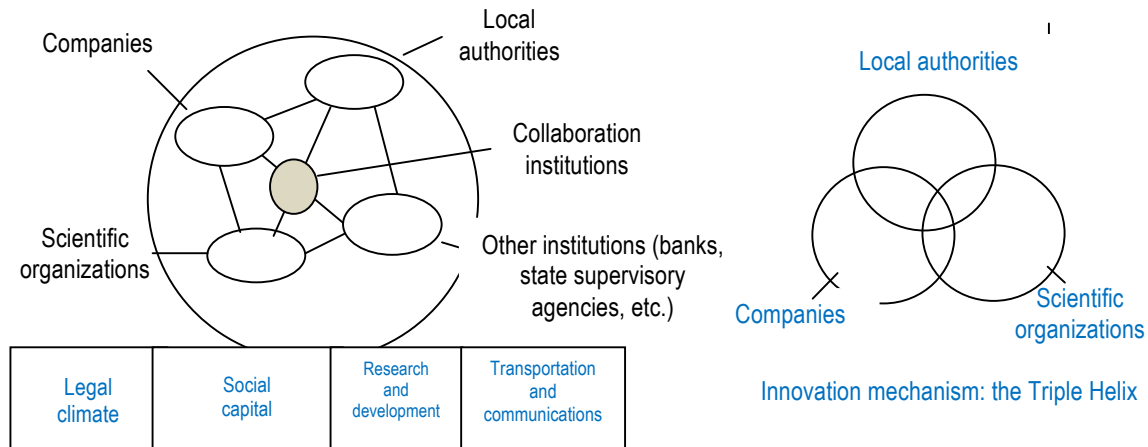 Companies
Local
authorities
Collaboration
institutions
Scientific
organizations
Other institutions (banks,
state supervisory
agencies, etc.)
Legal
climate
Social
capital
Research
and
development
Transportation
and
communications
Local authorities
Companies
Scientific
organizations
Innovation mechanism: the Triple Helix